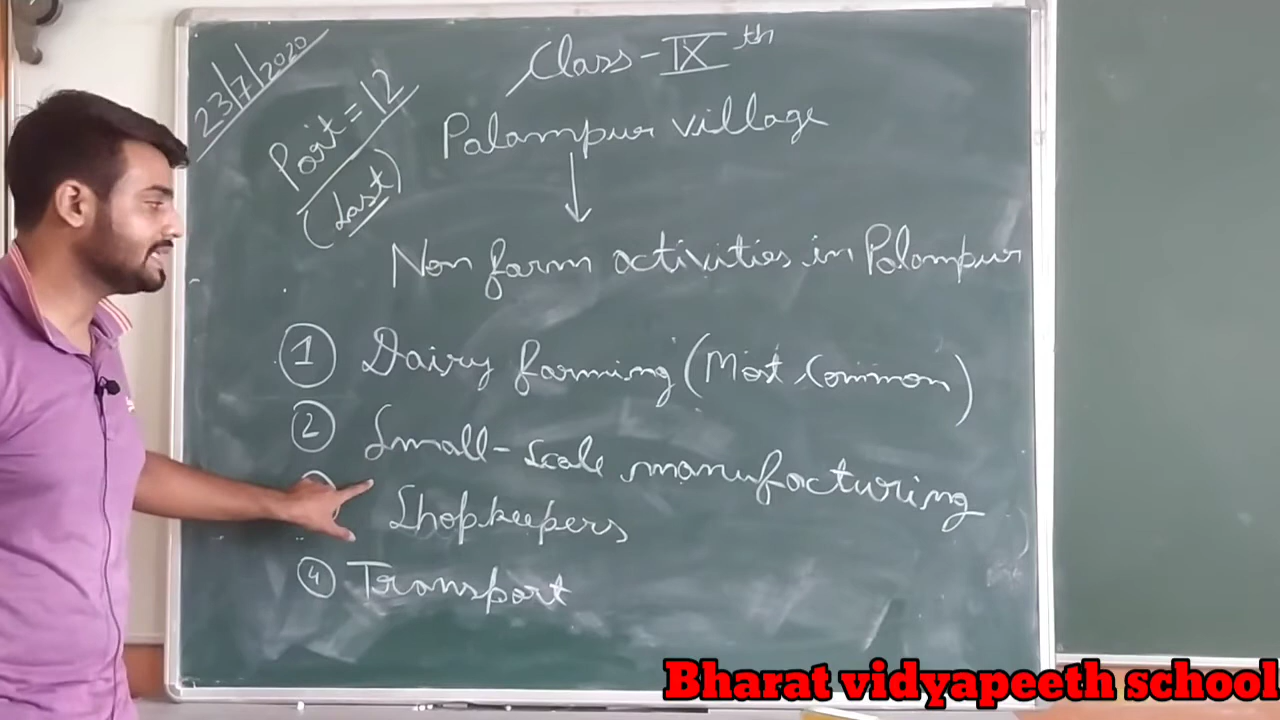 23/7/2020
Part = 12
(Last)
Class - IXth
Palampur village
Non farm activities in Palampur
1 Dairy farming (Most Common)
2 Small-scale manufacturing
Shopkeepers
4 Transport
Bharat vidyapeeth school